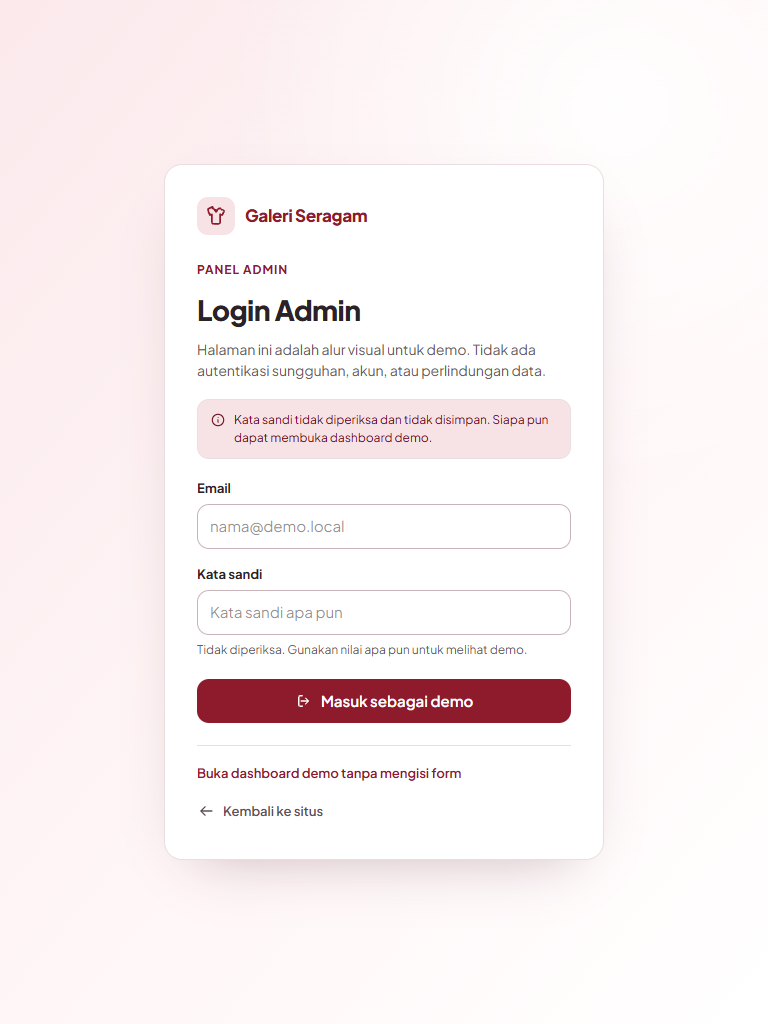 Galeri Seragam
PANEL ADMIN
Login Admin
Halaman ini adalah alur visual untuk demo. Tidak ada
autentikasi sungguhan, akun, atau perlindungan data.
Kata sandi tidak diperiksa dan tidak disimpan. Siapa pun
dapat membuka dashboard demo.
Email
nama@demo.local
Kata sandi
Kata sandi apa pun
Tidak diperiksa. Gunakan nilai apa pun untuk melihat demo.
Masuk sebagai demo
Buka dashboard demo tanpa mengisi form
Kembali ke situs